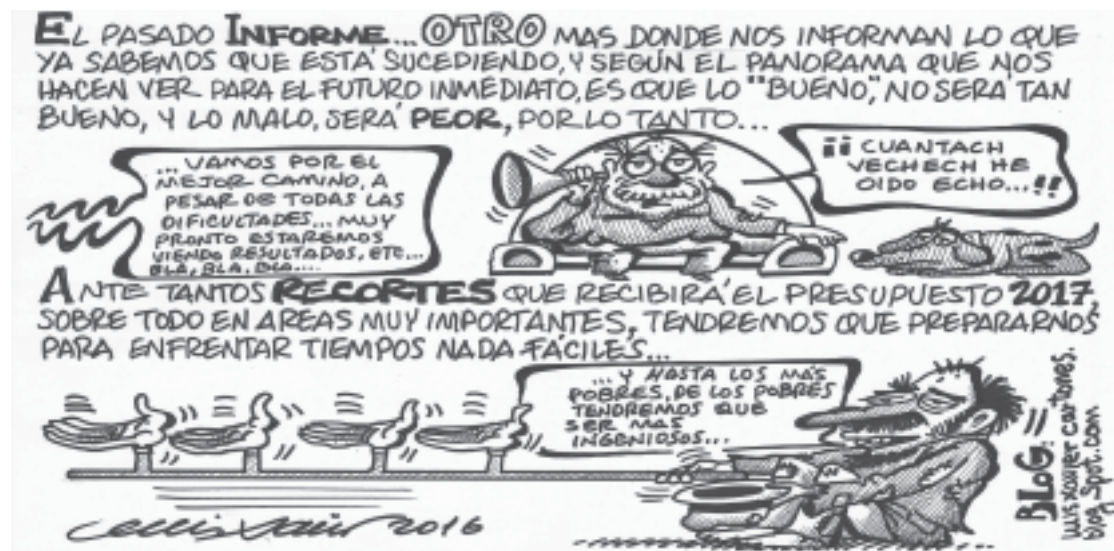 EL PASADO INFORME... OTRO MAS DONDE NOS INFORMAN LO QUE
YA SABEMOS QUE ESTÁ SUCEDIENDO, Y SEGÚN EL PANORAMA QUE NOS
HACEN VER PARA EL FUTURO INMEDIATO, ES QUE LO "BUENO", NO SERÁ TAN
BUENO, Y LO MALO, SERÁ PEOR, POR LO TANTO...
...VAMOS POR EL
MEJOR CAMINO, A
PESAR DE TODAS LAS
DIFICULTADES... MUY
PRONTO ESTAREMOS
VIENDO RESULTADOS, ETC...
BLA, BLA, BLA...
¡¡ CUANTACH
VECHECH HE
OIDO ECHO...!!
ANTE TANTOS RECORTES QUE RECIBIRÁ EL PRESUPUESTO 2017,
SOBRE TODO EN AREAS MUY IMPORTANTES, TENDREMOS QUE PREPARARNOS
PARA ENFRENTAR TIEMPOS NADA FÁCILES...
...Y HASTA LOS MÁS
POBRES, DE LOS POBRES
TENDREMOS QUE
SER MAS
INGENIOSOS...
BLOG:
luisxaviercartones.
blog spot.com
Luis Xavier 2016